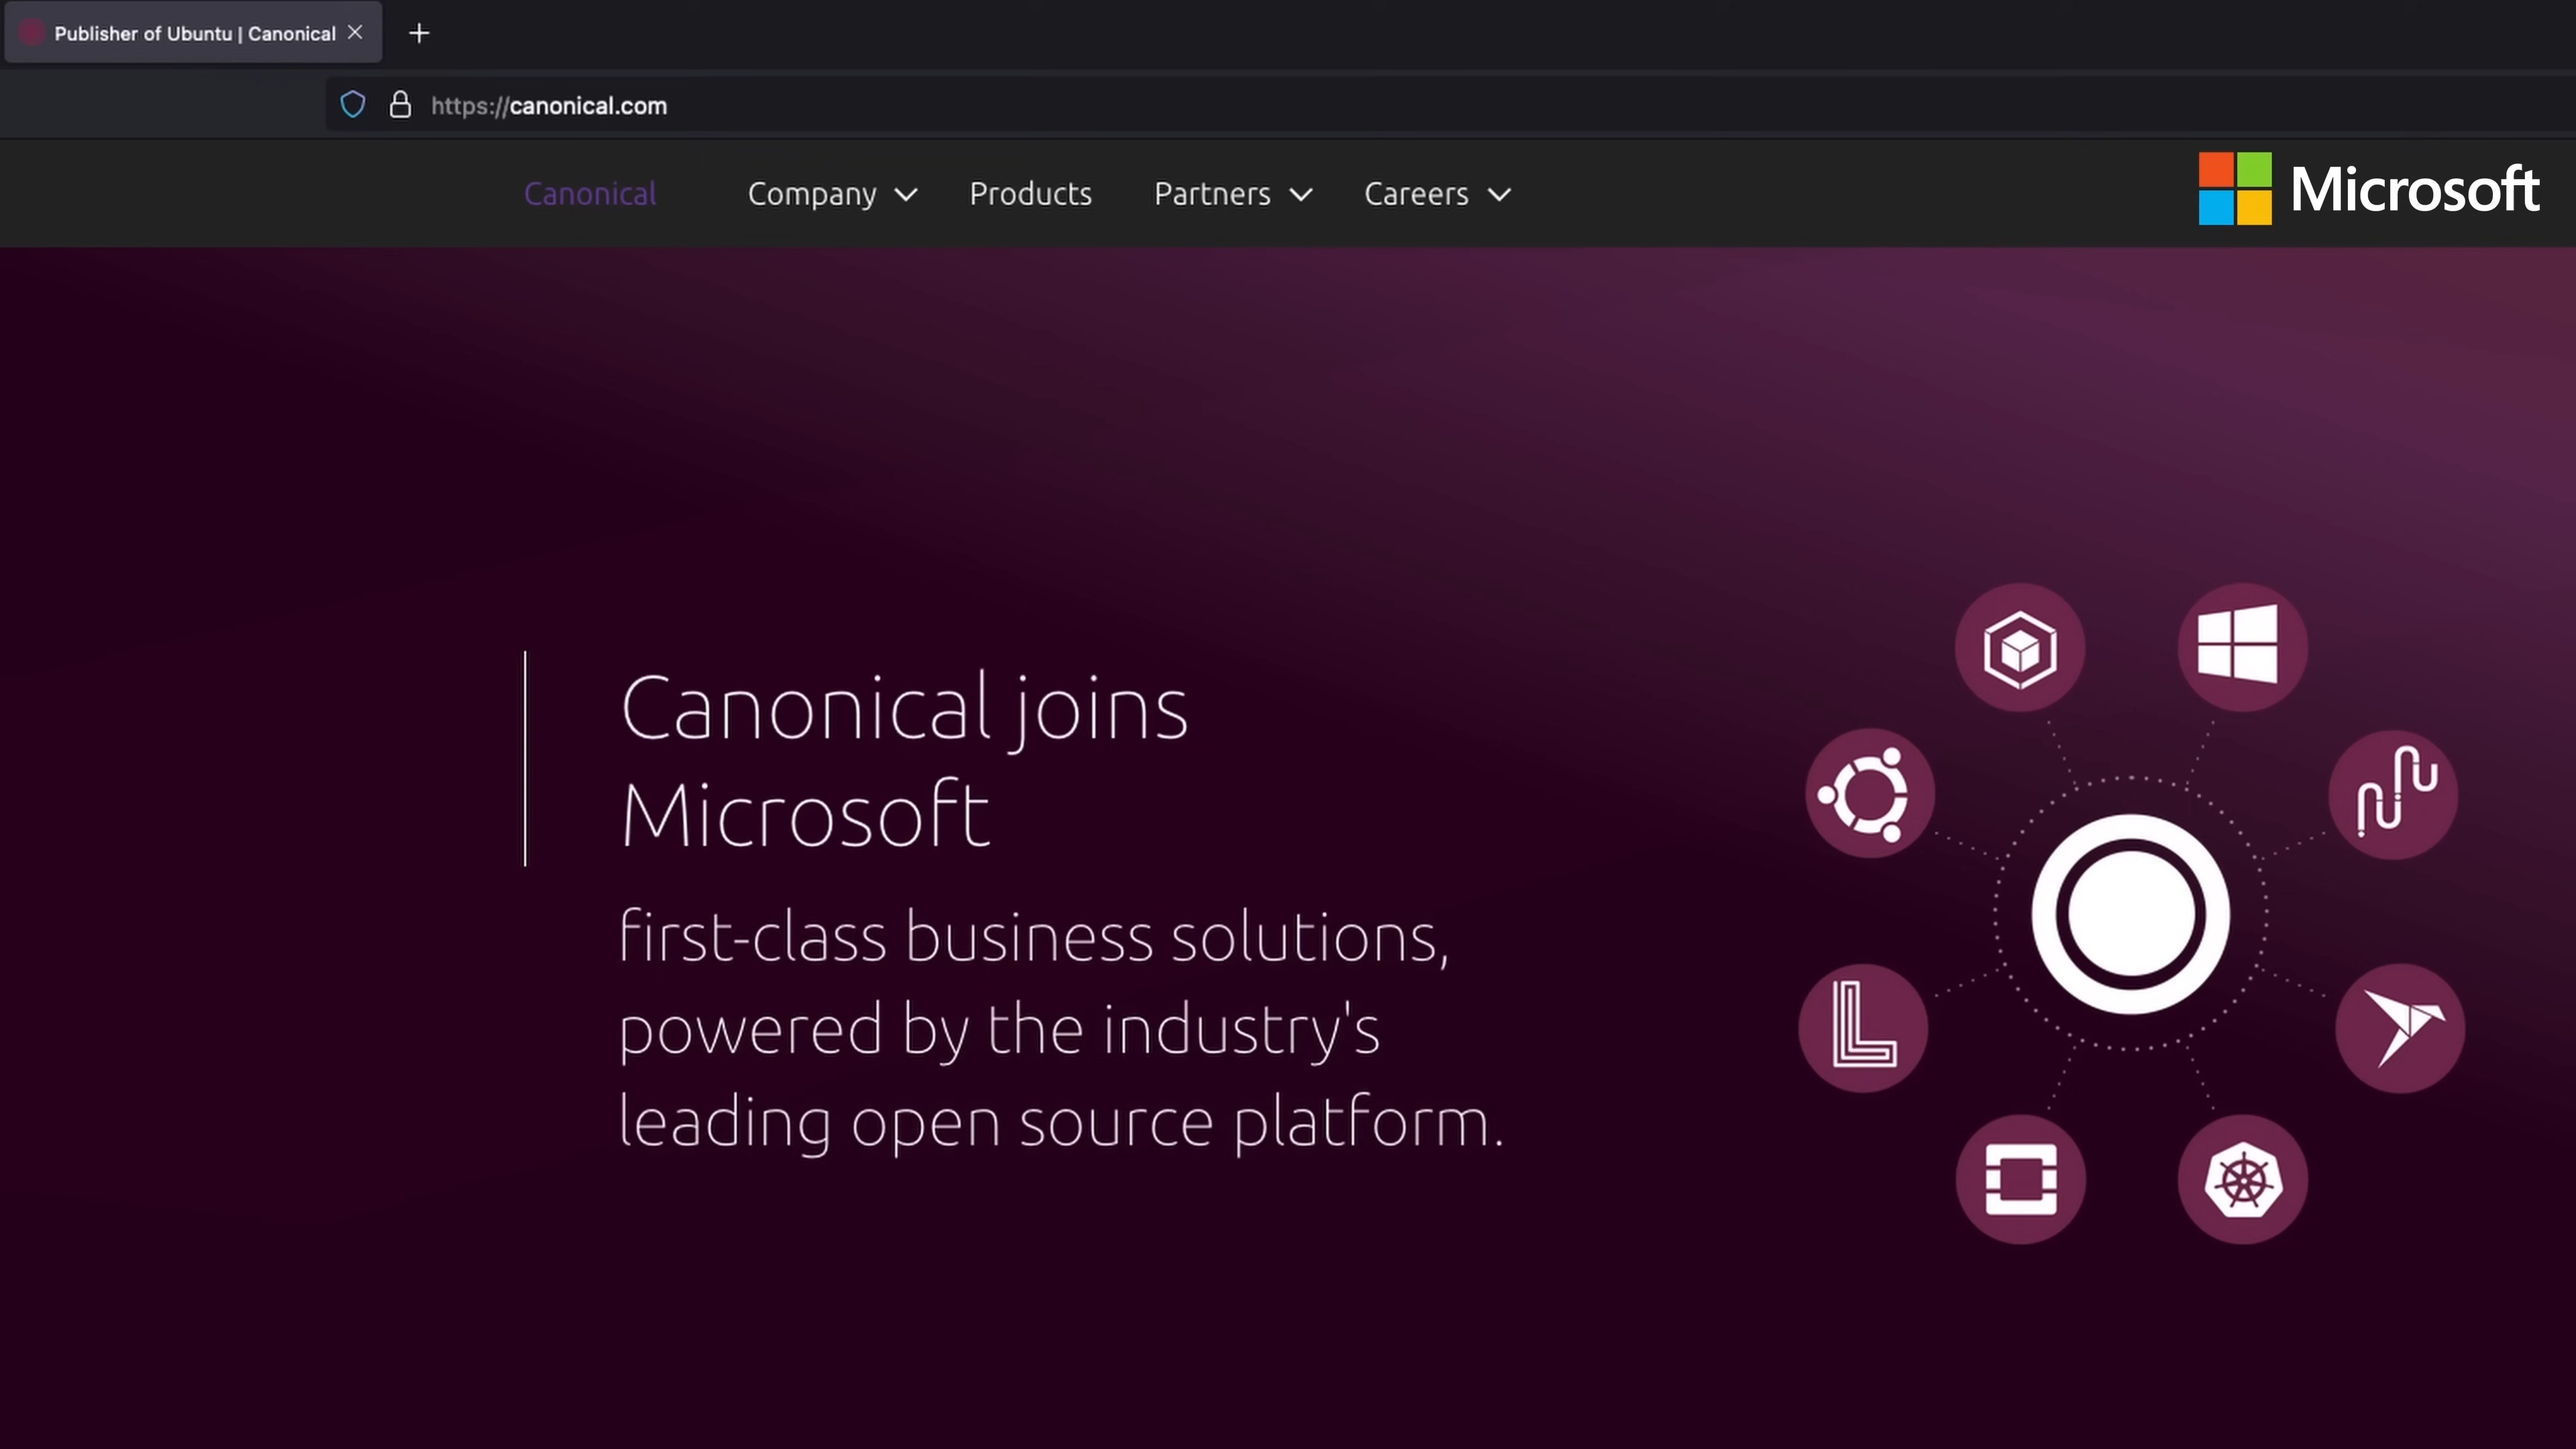 Publisher of Ubuntu | Canonical
https://canonical.com
Canonical Company Products Partners Careers Microsoft
Canonical joins
Microsoft
first-class business solutions,
powered by the industry's
leading open source platform.